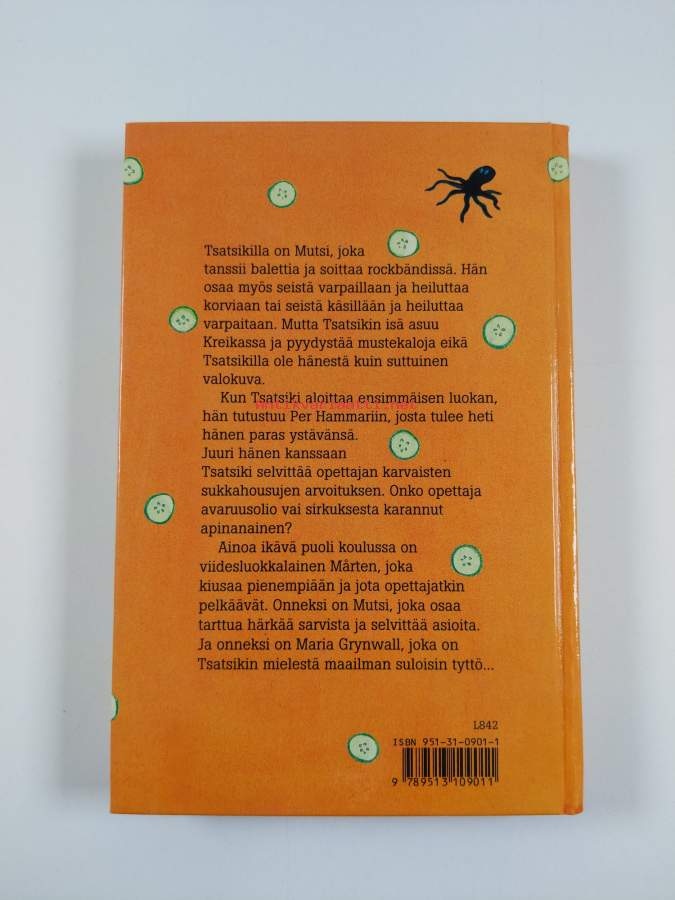 Tsatsikilla on Mutsi, joka
tanssii balettia ja soittaa rockbändissä. Hän
osaa myös seistä varpaillaan ja heiluttaa
korviaan tai seistä käsillään ja heiluttaa
varpaitaan. Mutta Tsatsikin isä asuu
Kreikassa ja pyydystää mustekaloja eikä
Tsatsikilla ole hänestä kuin suttuinen
valokuva.
Kun Tsatsiki aloittaa ensimmäisen luokan,
antikvariaatti.net
hän tutustuu Per Hammariin, josta tulee heti
hänen paras ystävänsä.
Juuri hänen kanssaan
Tsatsiki selvittää opettajan karvaisten
sukkahousujen arvoituksen. Onko opettaja
avaruusolio vai sirkuksesta karannut
apinanainen?
Ainoa ikävä puoli koulussa on
viidesluokkalainen Mårten, joka
kiusaa pienempiään ja jota opettajatkin
pelkäävät. Onneksi on Mutsi, joka osaa
tarttua härkää sarvista ja selvittää asioita.
Ja onneksi on Maria Grynwall, joka on
Tsatsikin mielestä maailman suloisin tyttö...
L842
ISBN 951-31-0901-1
9 789513 109011